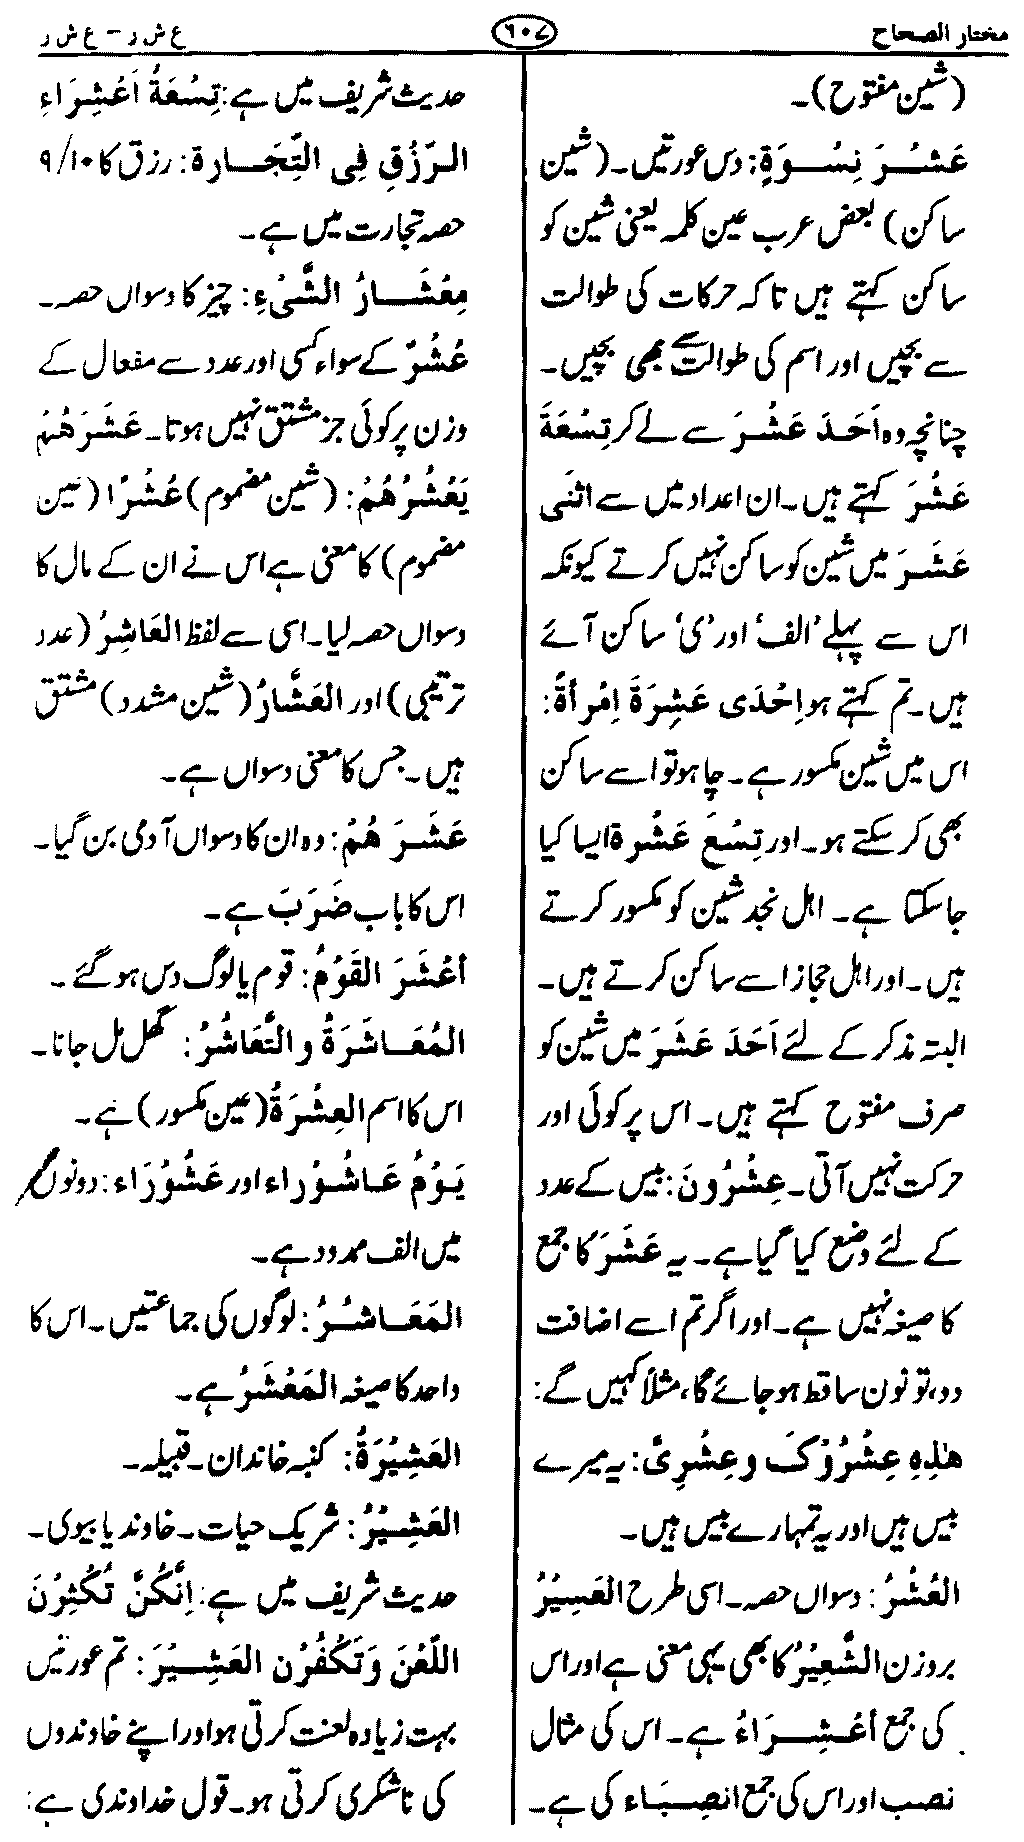 مختار الصحاح
٦٠٧
ع ش ر – ع ش ر
(شین مفتوح)۔
عَشْرُ نِسْوَةٍ: دس عورتیں۔ (شین
ساکن) بعض عرب عین کلمہ یعنی شین کو
ساکن کہتے ہیں تاکہ حرکات کی طوالت
سے بچیں اور اسم کی طوالت سے بھی بچیں۔
چنانچہ وہ اَحَدَ عَشْرَ سے لے کر تِسْعَةَ
عَشْرَ کہتے ہیں۔ ان اعداد میں سے اثْنٰی
عَشَرَ میں شین کو ساکن نہیں کرتے کیونکہ
اس سے پہلے ’الف‘ اور ’ی‘ ساکن آئے
ہیں۔ تم کہتے ہو اِحْدَی عَشِرَةَ اِمْرأةً:
اس میں شین مکسور ہے۔ چاہو تو اسے ساکن
بھی کر سکتے ہو۔ اور تِسْعَ عَشْرة ایسا کیا
جا سکتا ہے۔ اہل نجد شین کو مکسور کرتے
ہیں۔ اور اہل حجاز اسے ساکن کرتے ہیں۔
البتہ مذکر کے لئے اَحَدَ عَشَرَ میں شین کو
صرف مفتوح کہتے ہیں۔ اس پر کوئی اور
حرکت نہیں آتی۔ عِشْرُونَ: بیس کے عدد
کے لئے وضع کیا گیا ہے۔ یہ عَشَرَ کا جمع
کا صیغہ نہیں ہے۔ اور اگر تم اسے اضافت
دو، تو نون ساقط ہو جائے گا، مثلاً کہیں گے:
هٰذِهِ عِشْرُوْکَ وعِشْرِیَّ: یہ میرے
بیس ہیں اور یہ تمہارے بیس ہیں۔
العُشْرُ: دسواں حصہ۔ اسی طرح العَسِیْرُ
بروزن الشَّعِیْرُ کا بھی یہی معنی ہے اور اس
کی جمع أعْشِرَاءُ ہے۔ اس کی مثال
نصب اور اس کی جمع انصِبَاء کی ہے۔
حدیث شریف میں ہے: تِسْعَةُ اَعْشِرَاءِ
الرِّزْقِ فِی التِّجَارة: رزق کا ۹/۱۰
حصہ تجارت میں ہے۔
مِعْشَارُ الشَّیْءِ: چیز کا دسواں حصہ۔
عُشْرٌ کے سواء کسی اور عدد سے مفعال کے
وزن پر کوئی جز مشتق نہیں ہوتا۔ عَشَرَهُمْ
یَعْشُرُهُمْ: (شین مضموم) عُشْرًا (عین
مضموم) کا معنی ہے اس نے ان کے مال کا
دسواں حصہ لیا۔ اسی سے لفظ العَاشِرُ (عدد
ترتیبی) اور العَشَّارُ (شین مشدد) مشتق
ہیں۔ جس کا معنی دسواں ہے۔
عَشَرَ هُمْ: وہ ان کا دسواں آدمی بن گیا۔
اس کا باب ضَرَبَ ہے۔
أعْشَرَ القَوْمُ: قوم یا لوگ دس ہو گئے۔
المُعَاشَرَةُ والتَّعَاشُرُ: گھل مل جانا۔
اس کا اسم العِشْرَةُ (عین مکسور) ہے۔
یَوْمُ عَاشُوْراء اور عَشُوْرَاء: دونوں
میں الف ممدود ہے۔
المَعَاشِرُ: لوگوں کی جماعتیں۔ اس کا
واحد کا صیغہ المَعْشَرُ ہے۔
العَشِیْرَةُ: کنبہ خاندان۔ قبیلہ۔
العَشِیْرُ: شریک حیات۔ خاوند یا بیوی۔
حدیث شریف میں ہے: اِنَّکُنَّ تُکْثِرْنَ
اللَّعْنَ وَتَکْفُرْن العَشِیْرَ: تم عورتیں
بہت زیادہ لعنت کرتی ہو اور اپنے خاوندوں
کی ناشکری کرتی ہو۔ قول خداوندی ہے: